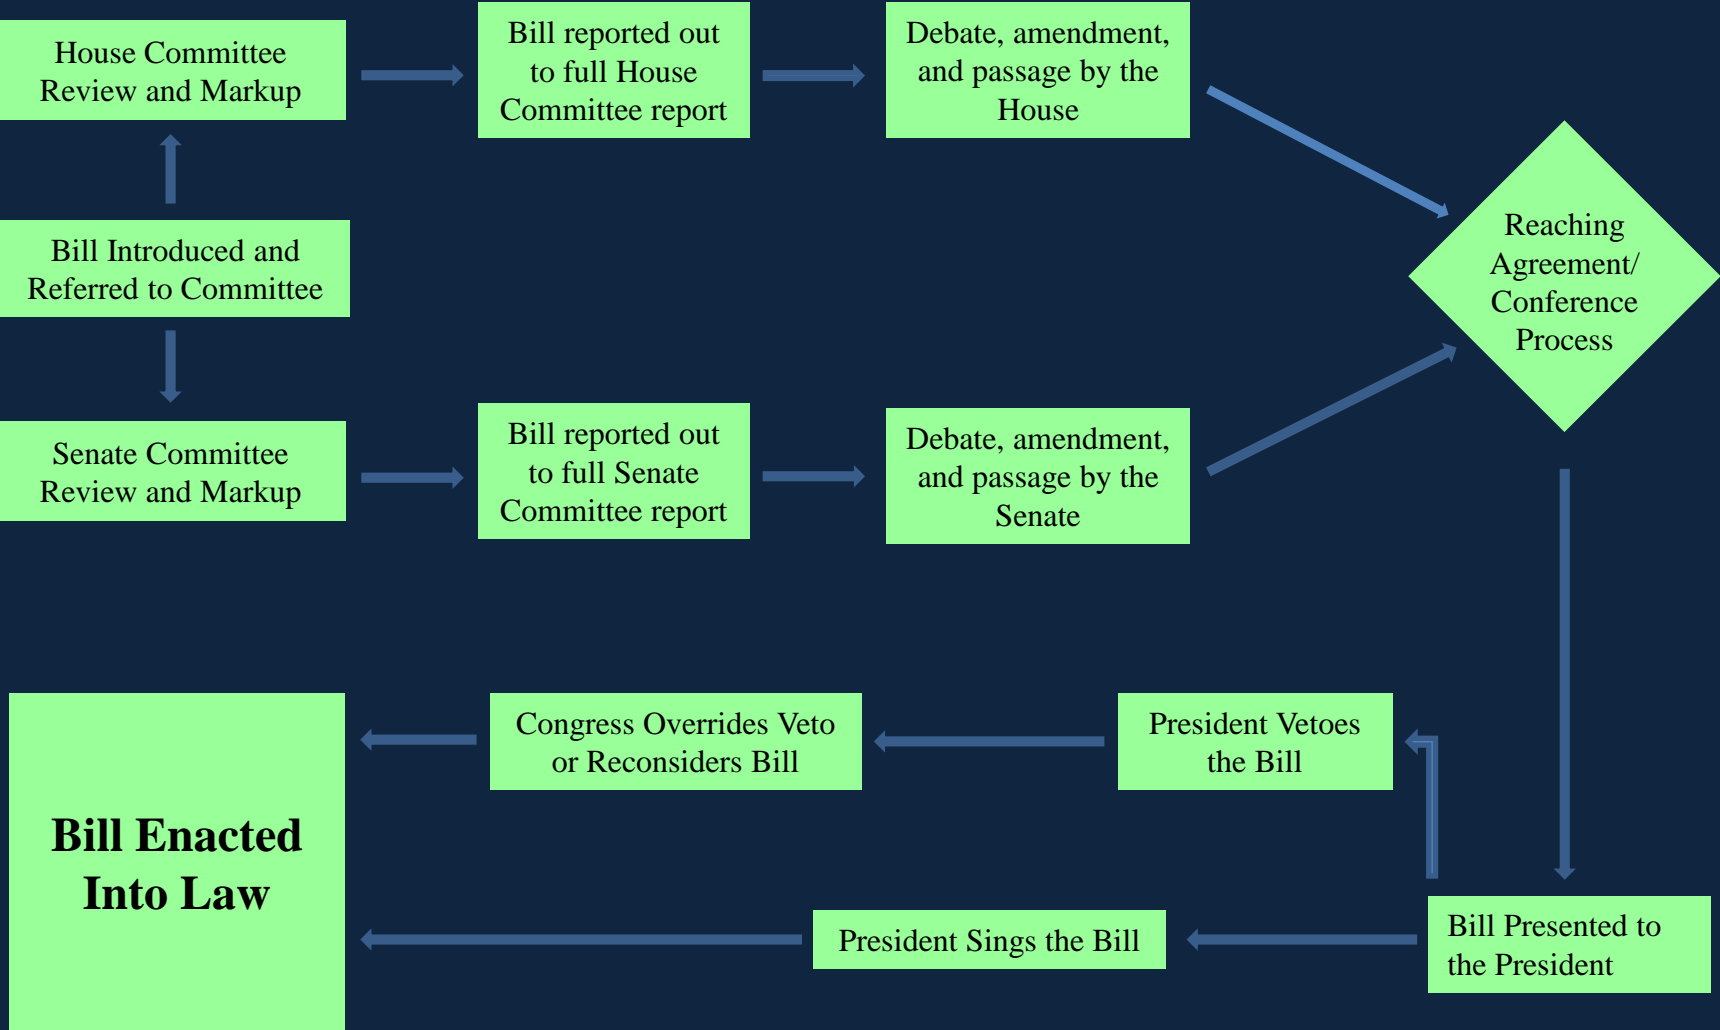 House Committee
Review and Markup
Bill reported out
to full House
Committee report
Debate, amendment,
and passage by the
House
Reaching
Agreement/
Conference
Process
Bill Introduced and
Referred to Committee
Senate Committee
Review and Markup
Bill reported out
to full Senate
Committee report
Debate, amendment,
and passage by the
Senate
Bill Enacted
Into Law
Congress Overrides Veto
or Reconsiders Bill
President Vetoes
the Bill
President Sings the Bill
Bill Presented to
the President